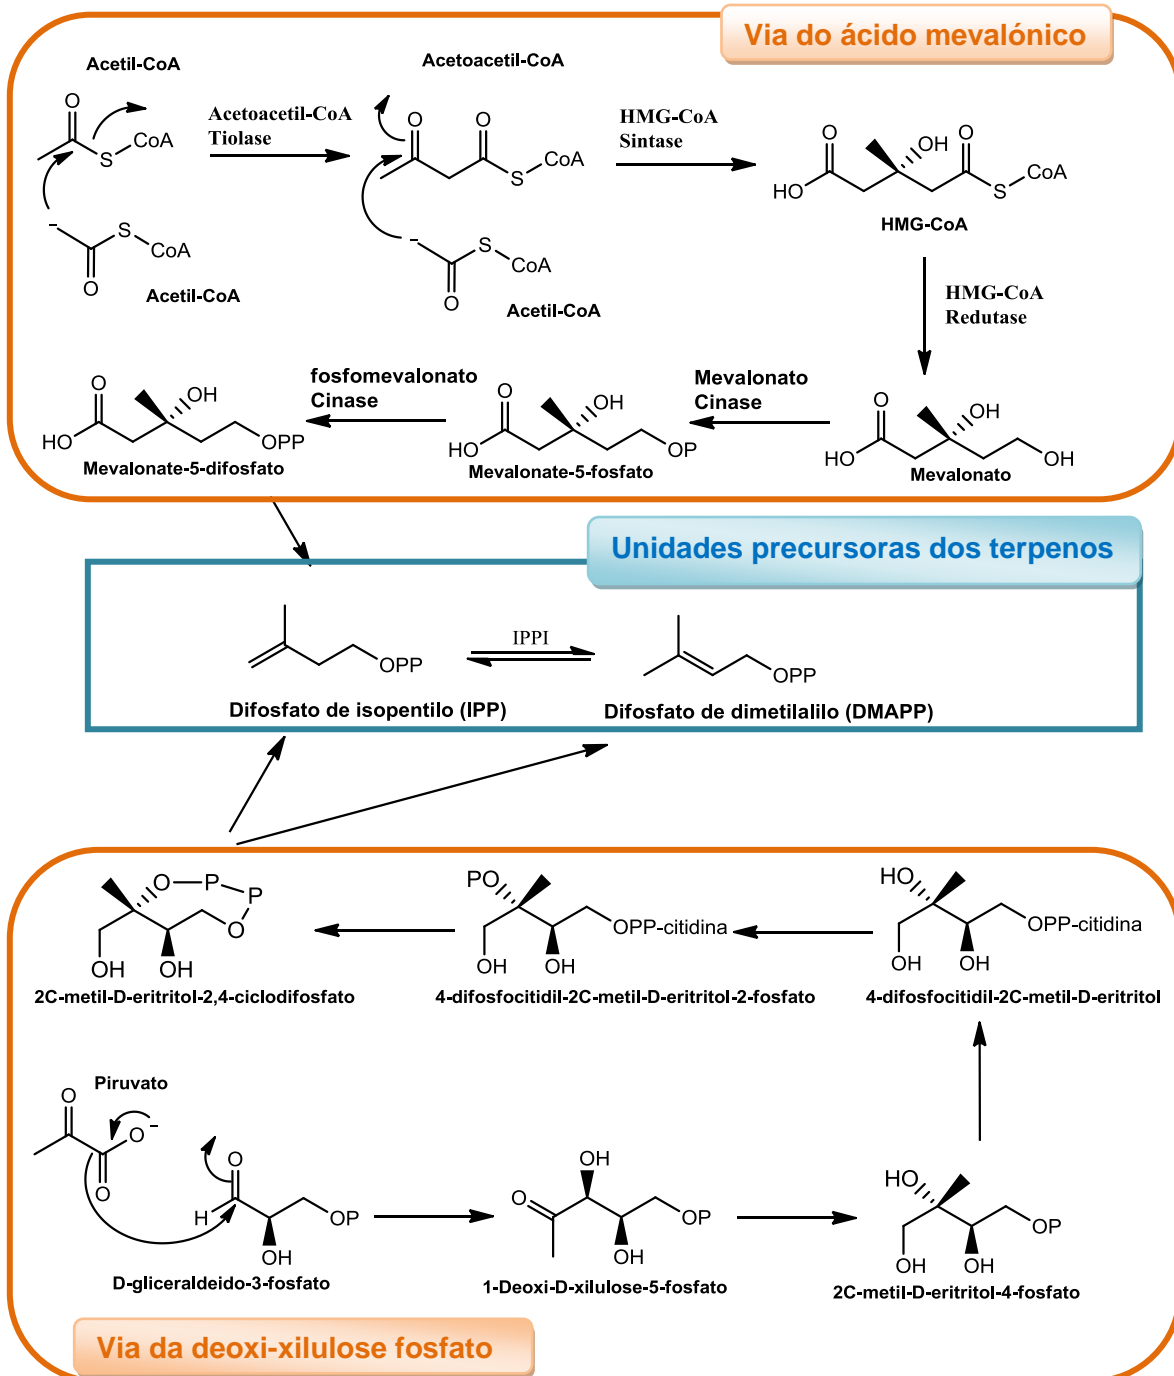 Via do ácido mevalónico
Acetil-CoA
O
S
CoA
Acetoacetil-CoA
Tiolase
Acetoacetil-CoA
O
O
S
CoA
HMG-CoA
Sintase
O
HO
OH
O
S
CoA
HMG-CoA
–
S
CoA
O
Acetil-CoA
–
S
CoA
O
Acetil-CoA
HMG-CoA
Redutase
O
HO
OH
OPP
Mevalonate-5-difosfato
fosfomevalonato
Cinase
O
HO
OH
OP
Mevalonate-5-fosfato
Mevalonato
Cinase
O
HO
OH
OH
Mevalonato
Unidades precursoras dos terpenos
OPP
IPPI
OPP
Difosfato de isopentilo (IPP)
Difosfato de dimetilalilo (DMAPP)
O
P
P
O
OH
OH
2C-metil-D-eritritol-2,4-ciclodifosfato
PO
OPP-citidina
OH
OH
4-difosfocitidil-2C-metil-D-eritritol-2-fosfato
HO
OPP-citidina
OH
OH
4-difosfocitidil-2C-metil-D-eritritol
Piruvato
O
O
–
O
O
H
OP
OH
D-gliceraldeido-3-fosfato
OH
O
OP
OH
1-Deoxi-D-xilulose-5-fosfato
HO
OP
OH
OH
2C-metil-D-eritritol-4-fosfato
Via da deoxi-xilulose fosfato